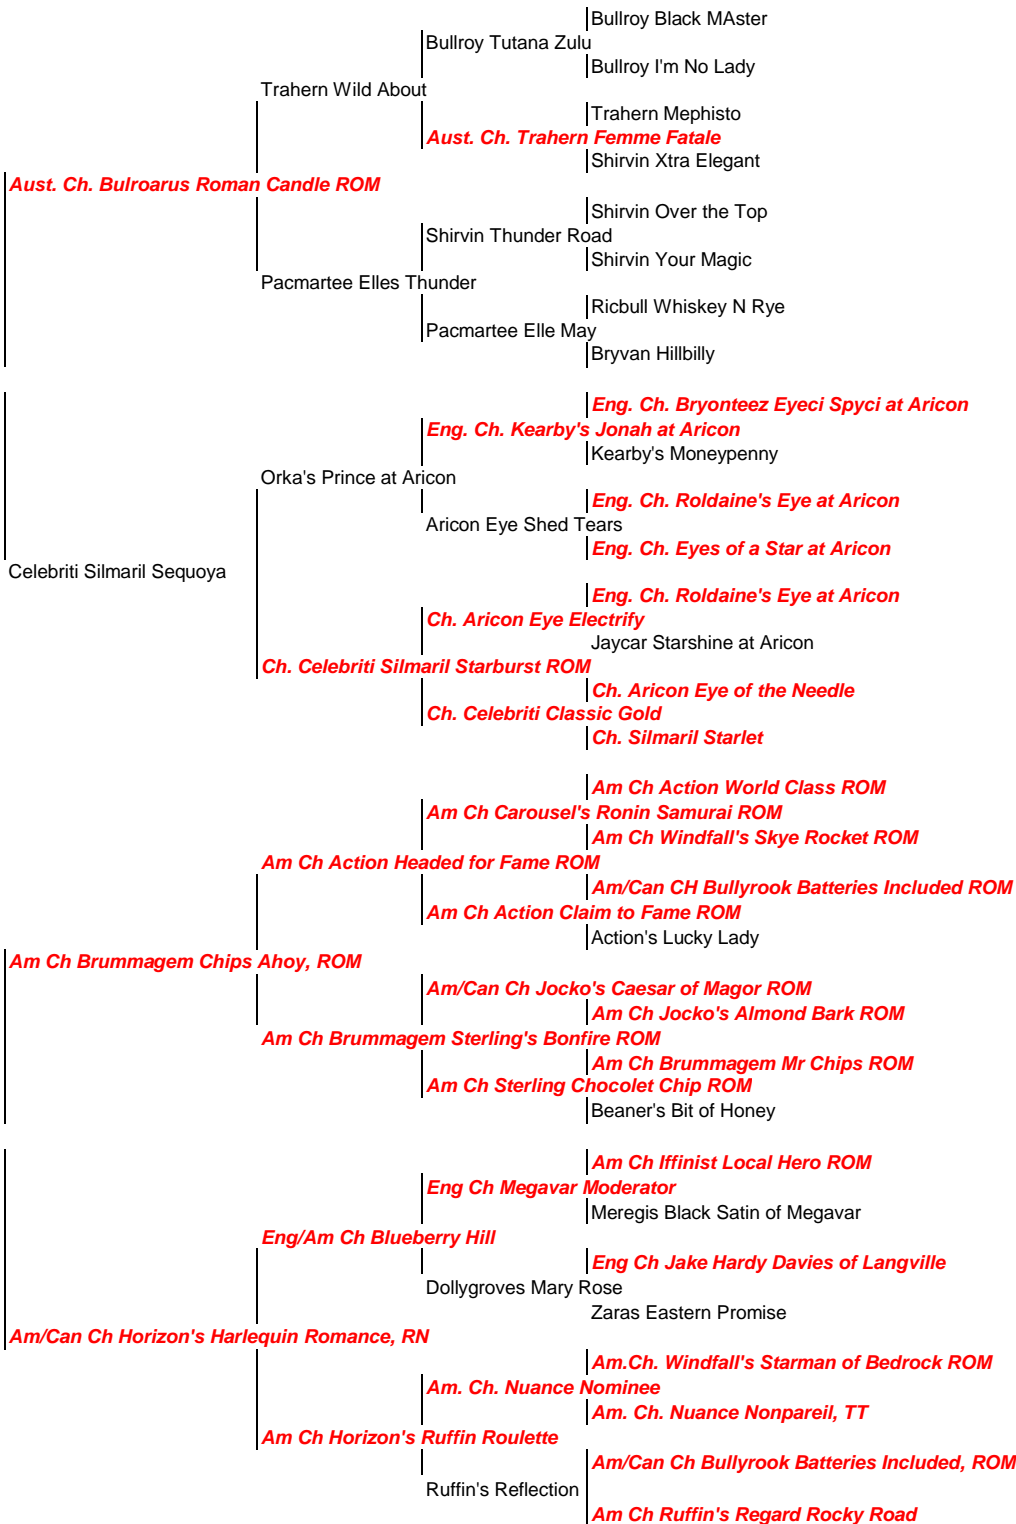 Bullroy Black MAster
Bullroy Tutana Zulu
Bullroy I'm No Lady
Trahern Wild About
Trahern Mephisto
Aust. Ch. Trahern Femme Fatale
Shirvin Xtra Elegant
Aust. Ch. Bulroarus Roman Candle ROM
Shirvin Over the Top
Shirvin Thunder Road
Shirvin Your Magic
Pacmartee Elles Thunder
Ricbull Whiskey N Rye
Pacmartee Elle May
Bryvan Hillbilly
Eng. Ch. Bryonteez Eyeci Spyci at Aricon
Eng. Ch. Kearby's Jonah at Aricon
Kearby's Moneypenny
Orka's Prince at Aricon
Eng. Ch. Roldaine's Eye at Aricon
Aricon Eye Shed Tears
Eng. Ch. Eyes of a Star at Aricon
Celebriti Silmaril Sequoya
Eng. Ch. Roldaine's Eye at Aricon
Ch. Aricon Eye Electrify
Jaycar Starshine at Aricon
Ch. Celebriti Silmaril Starburst ROM
Ch. Aricon Eye of the Needle
Ch. Celebriti Classic Gold
Ch. Silmaril Starlet
Am Ch Action World Class ROM
Am Ch Carousel's Ronin Samurai ROM
Am Ch Windfall's Skye Rocket ROM
Am Ch Action Headed for Fame ROM
Am/Can CH Bullyrook Batteries Included ROM
Am Ch Action Claim to Fame ROM
Action's Lucky Lady
Am Ch Brummagem Chips Ahoy, ROM
Am/Can Ch Jocko's Caesar of Magor ROM
Am Ch Jocko's Almond Bark ROM
Am Ch Brummagem Sterling's Bonfire ROM
Am Ch Brummagem Mr Chips ROM
Am Ch Sterling Chocolet Chip ROM
Beaner's Bit of Honey
Am Ch Iffinist Local Hero ROM
Eng Ch Megavar Moderator
Meregis Black Satin of Megavar
Eng/Am Ch Blueberry Hill
Eng Ch Jake Hardy Davies of Langville
Dollygroves Mary Rose
Zaras Eastern Promise
Am/Can Ch Horizon's Harlequin Romance, RN
Am.Ch. Windfall's Starman of Bedrock ROM
Am. Ch. Nuance Nominee
Am. Ch. Nuance Nonpareil, TT
Am Ch Horizon's Ruffin Roulette
Am/Can Ch Bullyrook Batteries Included, ROM
Ruffin's Reflection
Am Ch Ruffin's Regard Rocky Road